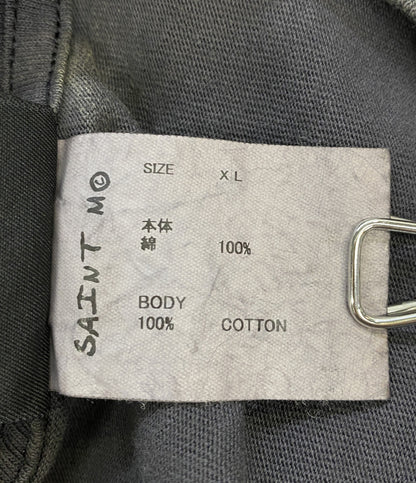 SAINT M©
SIZE XL
本体
綿 100%
BODY
100% COTTON